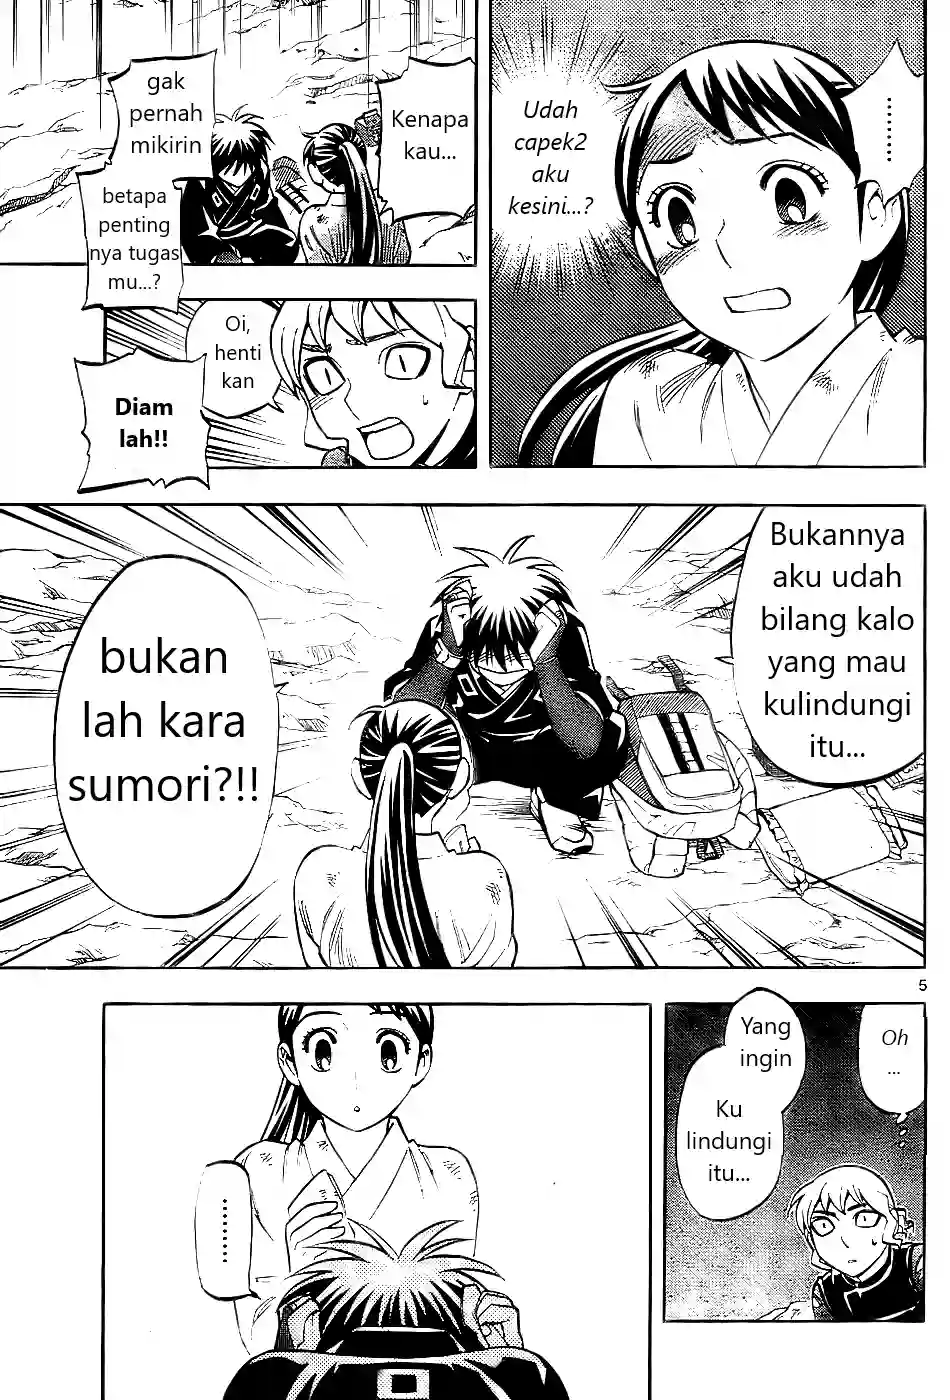 .........
Udah
capek2
aku
kesini...?
Kenapa
kau...
gak
pernah
mikirin
betapa
penting
nya tugas
mu...?
Oi,
henti
kan
Diam
lah!!
Bukannya
aku udah
bilang kalo
yang mau
kulindungi
itu...
bukan
lah kara
sumori?!!
5
Oh
...
Yang
ingin
Ku
lindungi
itu...
.........